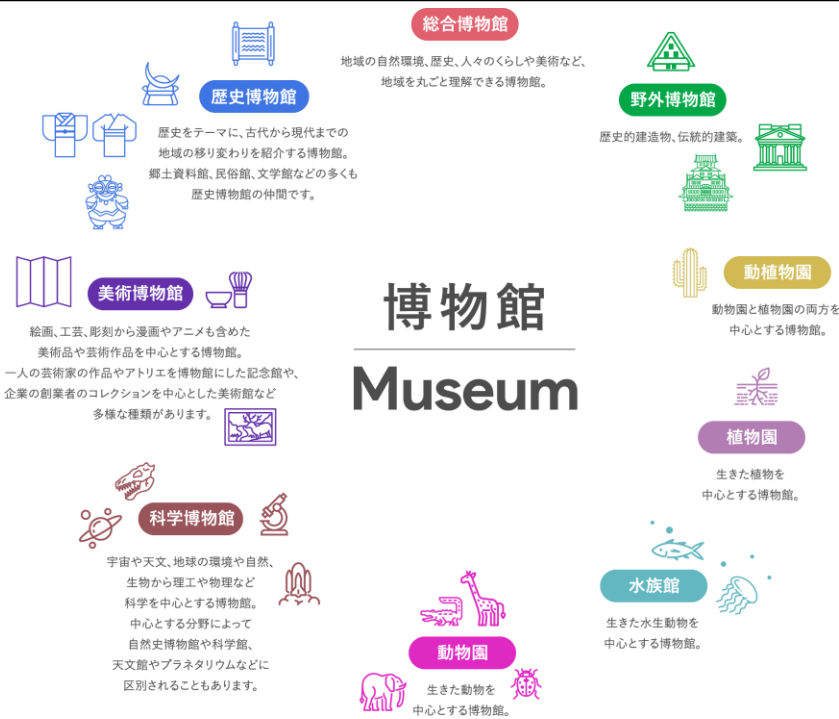 総合博物館
地域の自然環境、歴史、人々のくらしや美術など、
地域を丸ごと理解できる博物館。
野外博物館
歴史的建造物、伝統的建築。
動植物園
動物園と植物園の両方を
中心とする博物館。
植物園
生きた植物を
中心とする博物館。
水族館
生きた水生動物を
中心とする博物館。
動物園
生きた動物を
中心とする博物館。
科学博物館
宇宙や天文、地球の環境や自然、
生物から理工や物理など
科学を中心とする博物館。
中心とする分野によって
自然史博物館や科学館、
天文館やプラネタリウムなどに
区別されることもあります。
美術博物館
絵画、工芸、彫刻から漫画やアニメも含めた
美術品や芸術作品を中心とする博物館。
一人の芸術家の作品やアトリエを博物館にした記念館や、
企業の創業者のコレクションを中心とした美術館など
多様な種類があります。
歴史博物館
歴史をテーマに、古代から現代までの
地域の移り変わりを紹介する博物館。
郷土資料館、民俗館、文学館などの多くも
歴史博物館の仲間です。
博物館
Museum